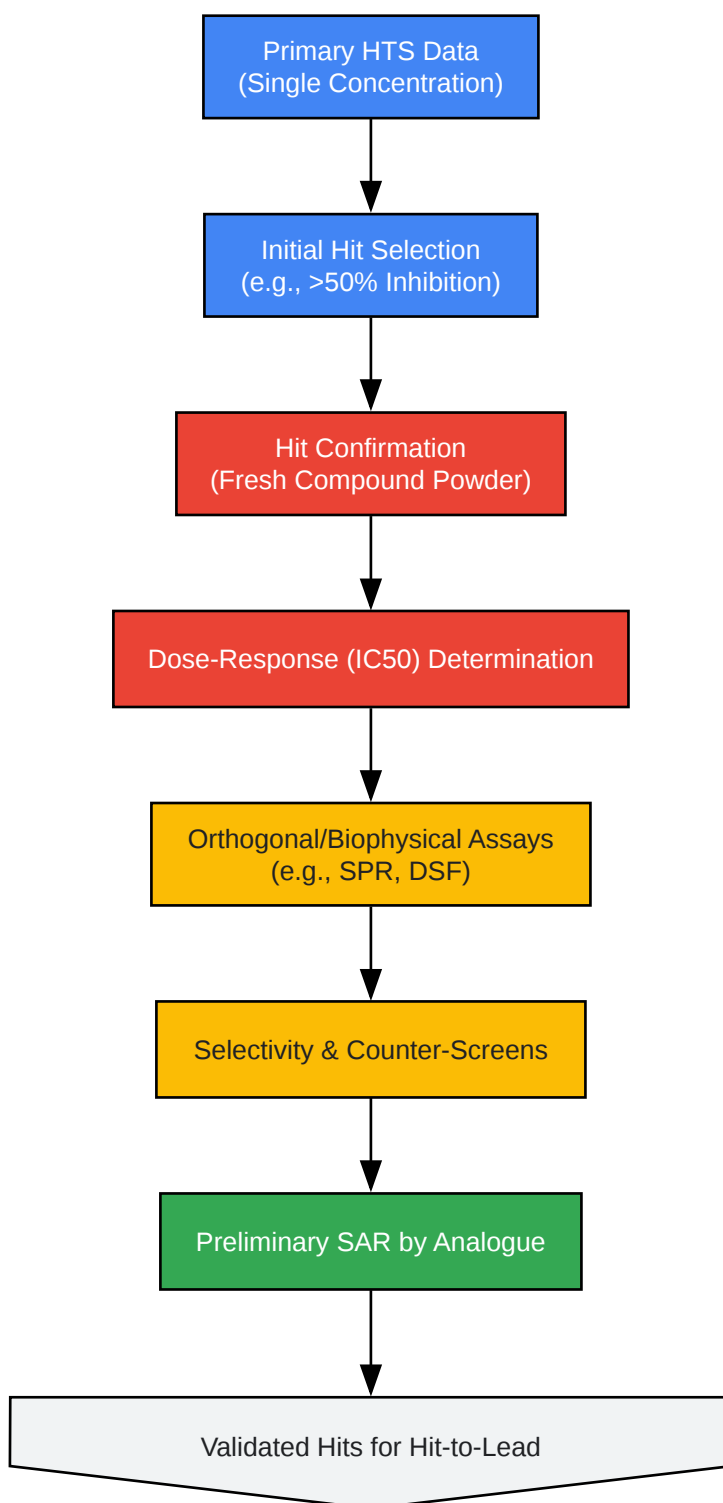 Primary HTS Data
(Single Concentration)
Initial Hit Selection
(e.g., >50% Inhibition)
Hit Confirmation
(Fresh Compound Powder)
Dose-Response (IC50) Determination
Orthogonal/Biophysical Assays
(e.g., SPR, DSF)
Selectivity & Counter-Screens
Preliminary SAR by Analogue
Validated Hits for Hit-to-Lead